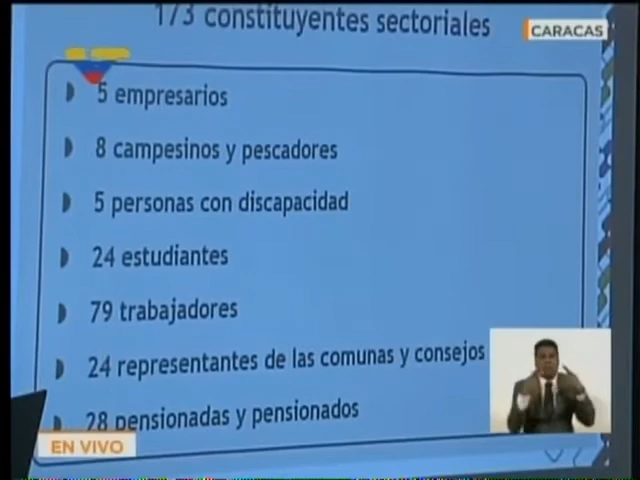 173 constituyentes sectoriales
CARACAS
5 empresarios
8 campesinos y pescadores
5 personas con discapacidad
24 estudiantes
79 trabajadores
24 representantes de las comunas y consejos
28 pensionadas y pensionados
EN VIVO